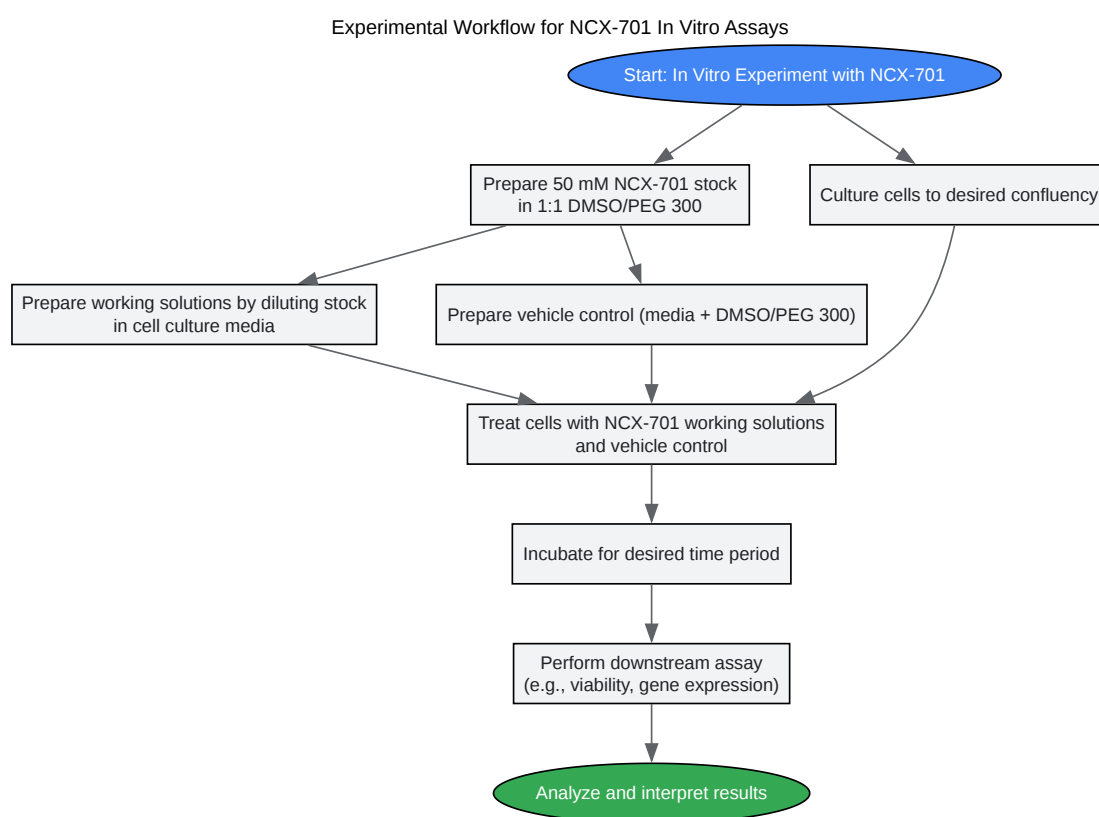 Experimental Workflow for NCX-701 In Vitro Assays
Start: In Vitro Experiment with NCX-701
Prepare 50 mM NCX-701 stock
in 1:1 DMSO/PEG 300
Culture cells to desired confluency
Prepare working solutions by diluting stock
in cell culture media
Prepare vehicle control (media + DMSO/PEG 300)
Treat cells with NCX-701 working solutions
and vehicle control
Incubate for desired time period
Perform downstream assay
(e.g., viability, gene expression)
Analyze and interpret results